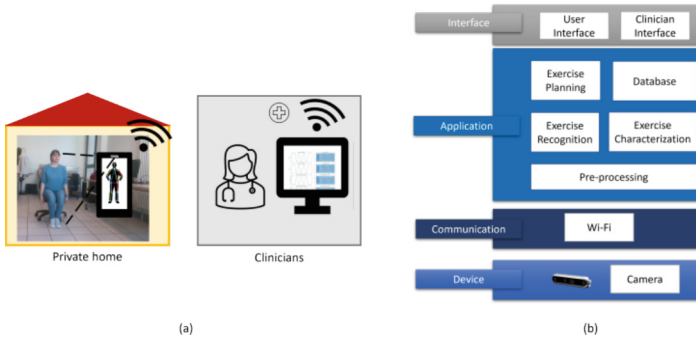 Private home
Clinicians
(a)
Interface
User
Interface
Clinician
Interface
Application
Exercise
Planning
Database
Exercise
Recognition
Exercise
Characterization
Pre-processing
Communication
Wi-Fi
Device
Camera
(b)